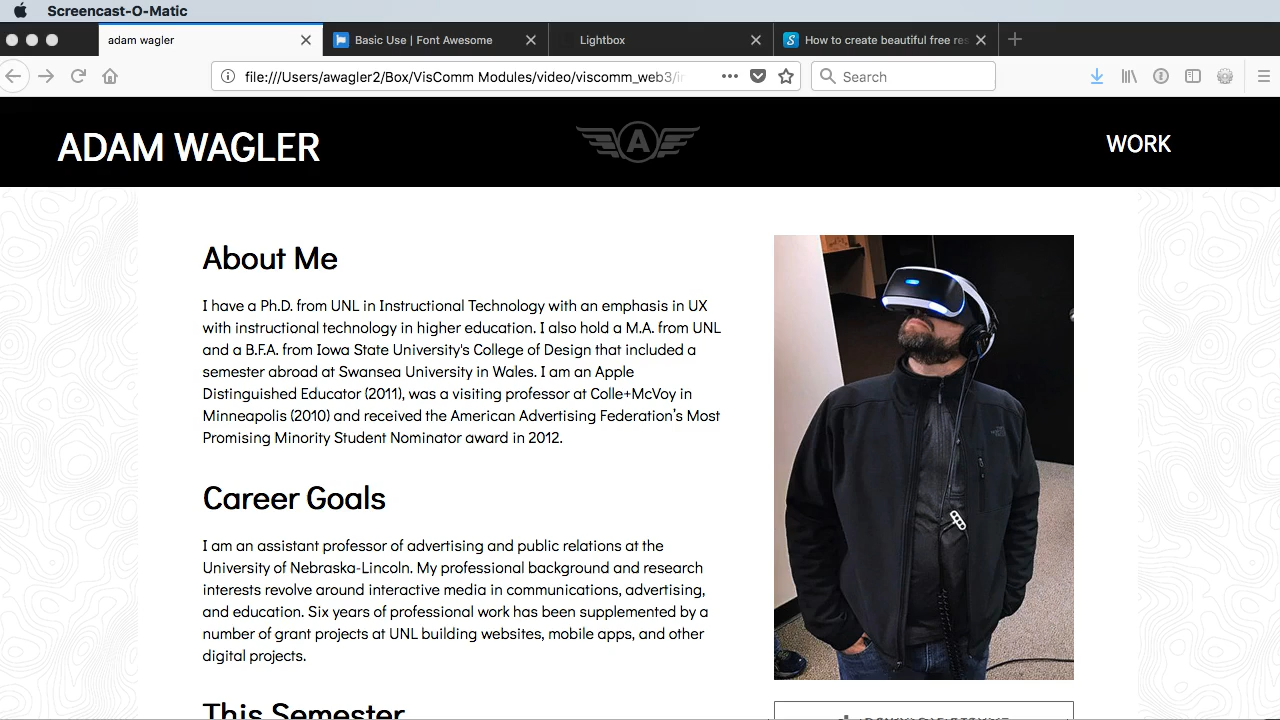 Screencast-O-Matic
adam wagler
Basic Use | Font Awesome
Lightbox
How to create beautiful free res
file:///Users/awagler2/Box/VisComm Modules/video/viscomm_web3/i
Search
ADAM WAGLER
A
WORK
About Me
I have a Ph.D. from UNL in Instructional Technology with an emphasis in UX
with instructional technology in higher education. I also hold a M.A. from UNL
and a B.F.A. from Iowa State University's College of Design that included a
semester abroad at Swansea University in Wales. I am an Apple
Distinguished Educator (2011), was a visiting professor at Colle+McVoy in
Minneapolis (2010) and received the American Advertising Federation's Most
Promising Minority Student Nominator award in 2012.
Career Goals
I am an assistant professor of advertising and public relations at the
University of Nebraska-Lincoln. My professional background and research
interests revolve around interactive media in communications, advertising,
and education. Six years of professional work has been supplemented by a
number of grant projects at UNL building websites, mobile apps, and other
digital projects.
This Semester